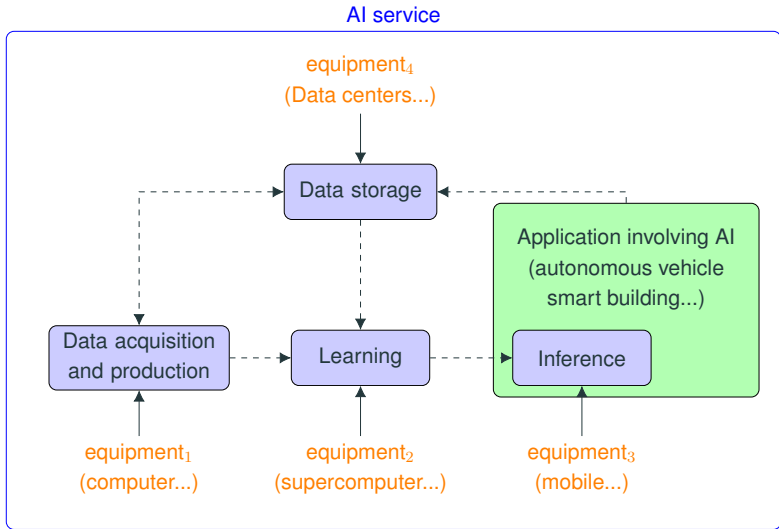 AI service
equipment₄
(Data centers...)
Data storage
Application involving AI
(autonomous vehicle
smart building...)
Data acquisition
and production
Learning
Inference
equipment₁
(computer...)
equipment₂
(supercomputer...)
equipment₃
(mobile...)